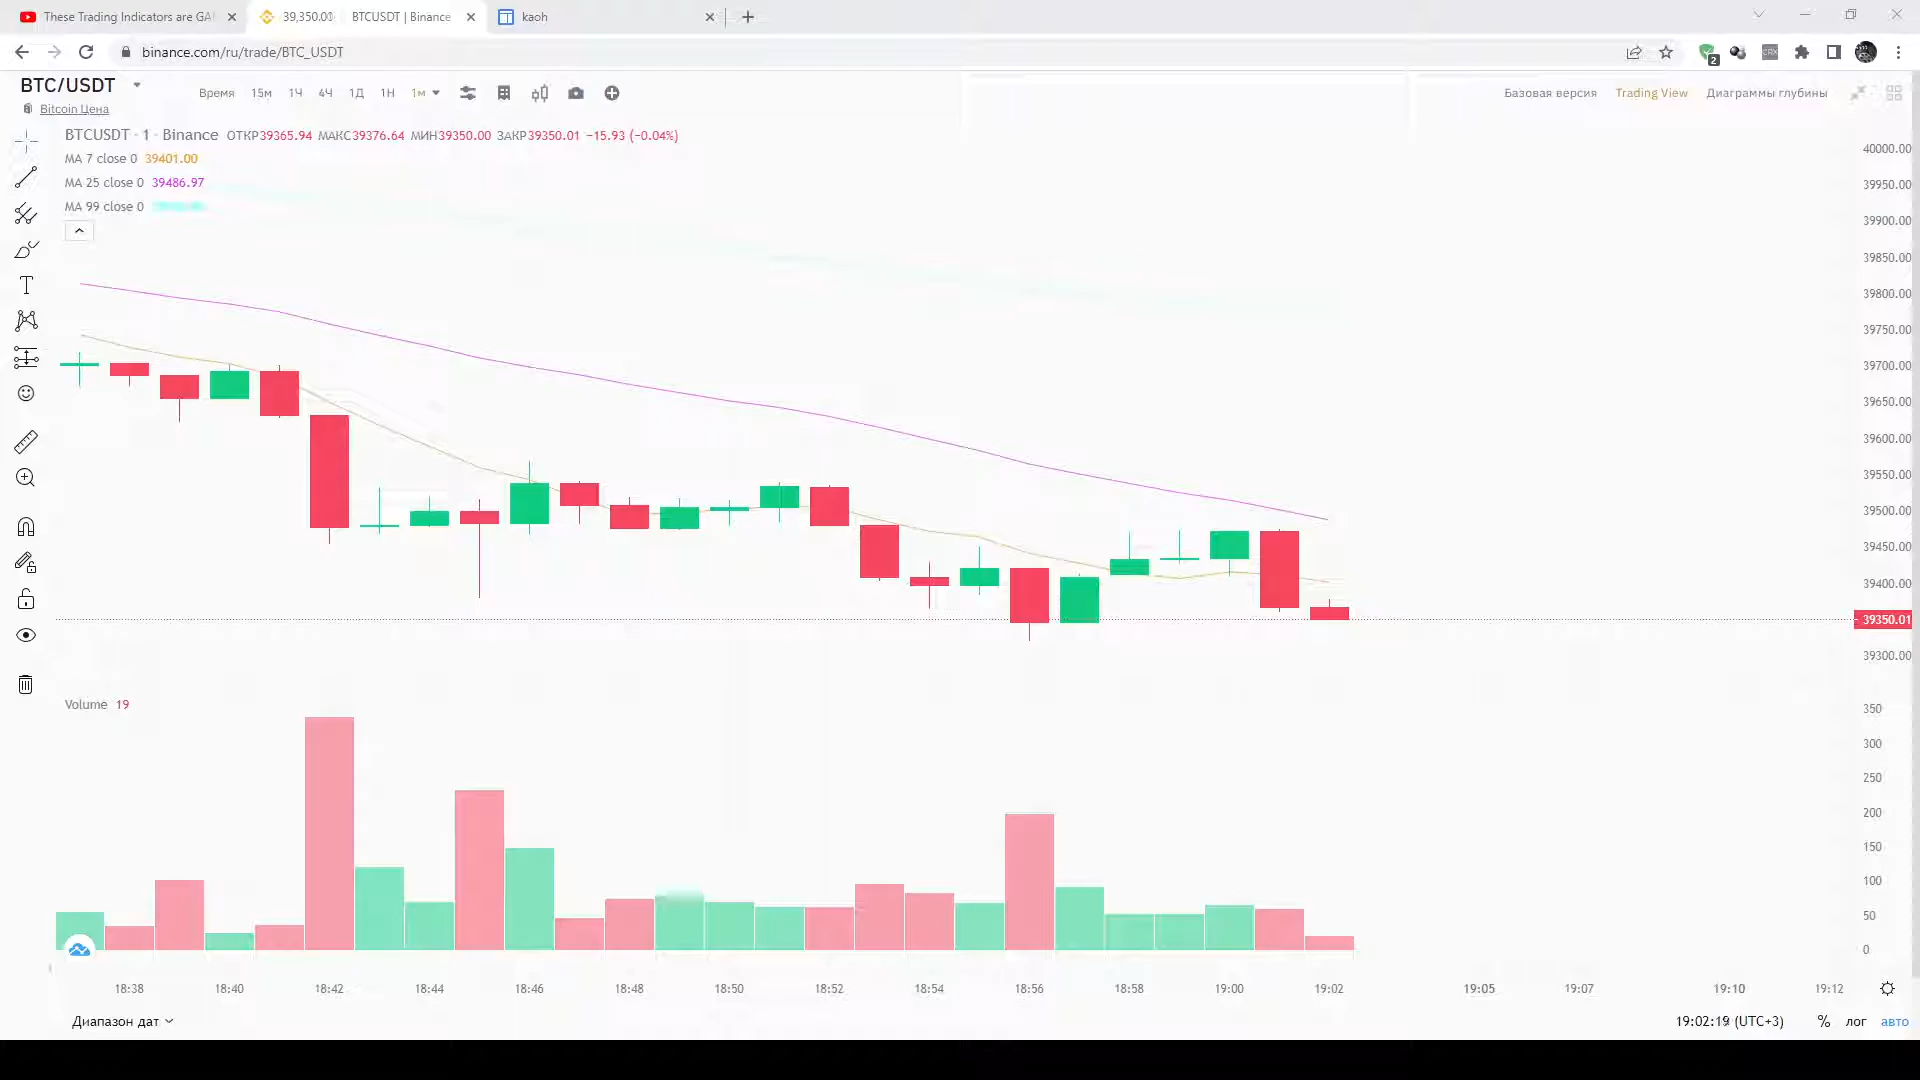 These Trading Indicators are GA
39,350.01 BTCUSDT | Binance
kaoh
binance.com/ru/trade/BTC_USDT
2
BTC/USDT
Bitcoin Цена
Время 15м 1Ч 4Ч 1Д 1Н 1м
Базовая версия Trading View Диаграммы глубины
BTCUSDT · 1 · Binance ОТКР39365.94 МАКС39376.64 МИН39350.00 ЗАКР39350.01 −15.93 (−0.04%)
MA 7 close 0 39401.00
MA 25 close 0 39486.97
MA 99 close 0
40000.00
39950.00
39900.00
39850.00
39800.00
39750.00
39700.00
39650.00
39600.00
39550.00
39500.00
39450.00
39400.00
39350.01
39300.00
Volume 19
350
300
250
200
150
100
50
0
18:38 18:40 18:42 18:44 18:46 18:48 18:50 18:52 18:54 18:56 18:58 19:00 19:02 19:05 19:07 19:10 19:12
Диапазон дат
19:02:19 (UTC+3) % лог авто